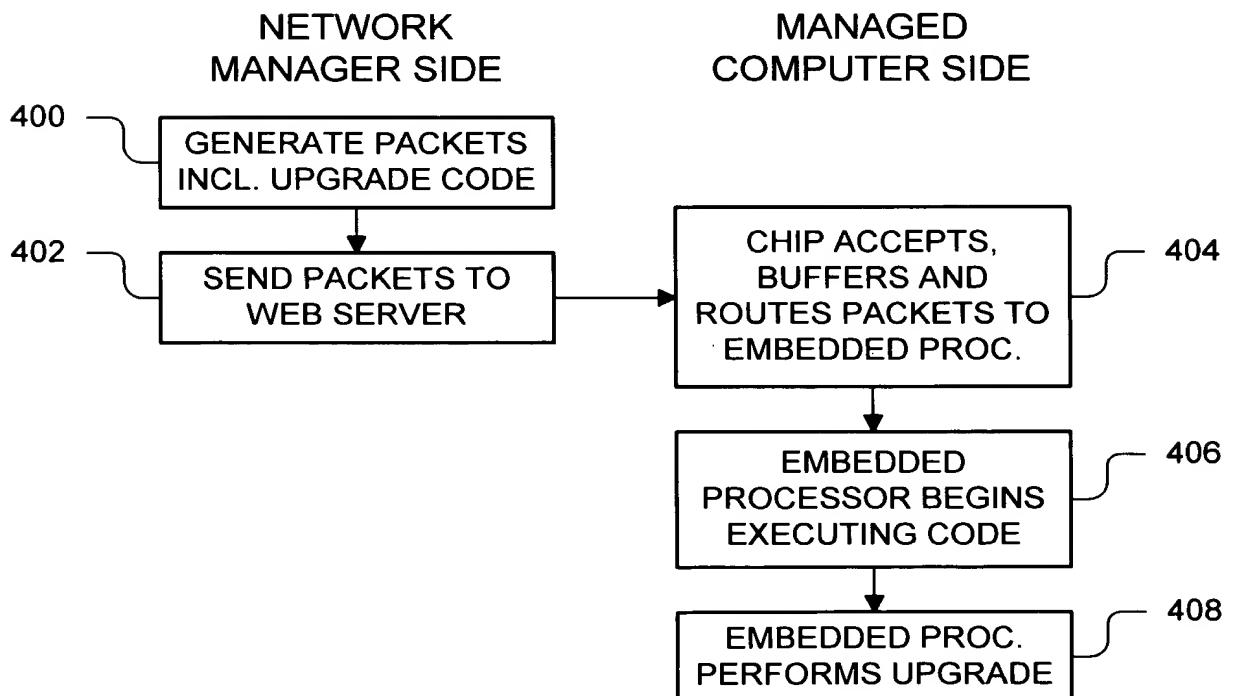 NETWORK
MANAGER SIDE
MANAGED
COMPUTER SIDE
400
GENERATE PACKETS
INCL. UPGRADE CODE
402
SEND PACKETS TO
WEB SERVER
CHIP ACCEPTS,
BUFFERS AND
ROUTES PACKETS TO
EMBEDDED PROC.
404
EMBEDDED
PROCESSOR BEGINS
EXECUTING CODE
406
EMBEDDED PROC.
PERFORMS UPGRADE
408